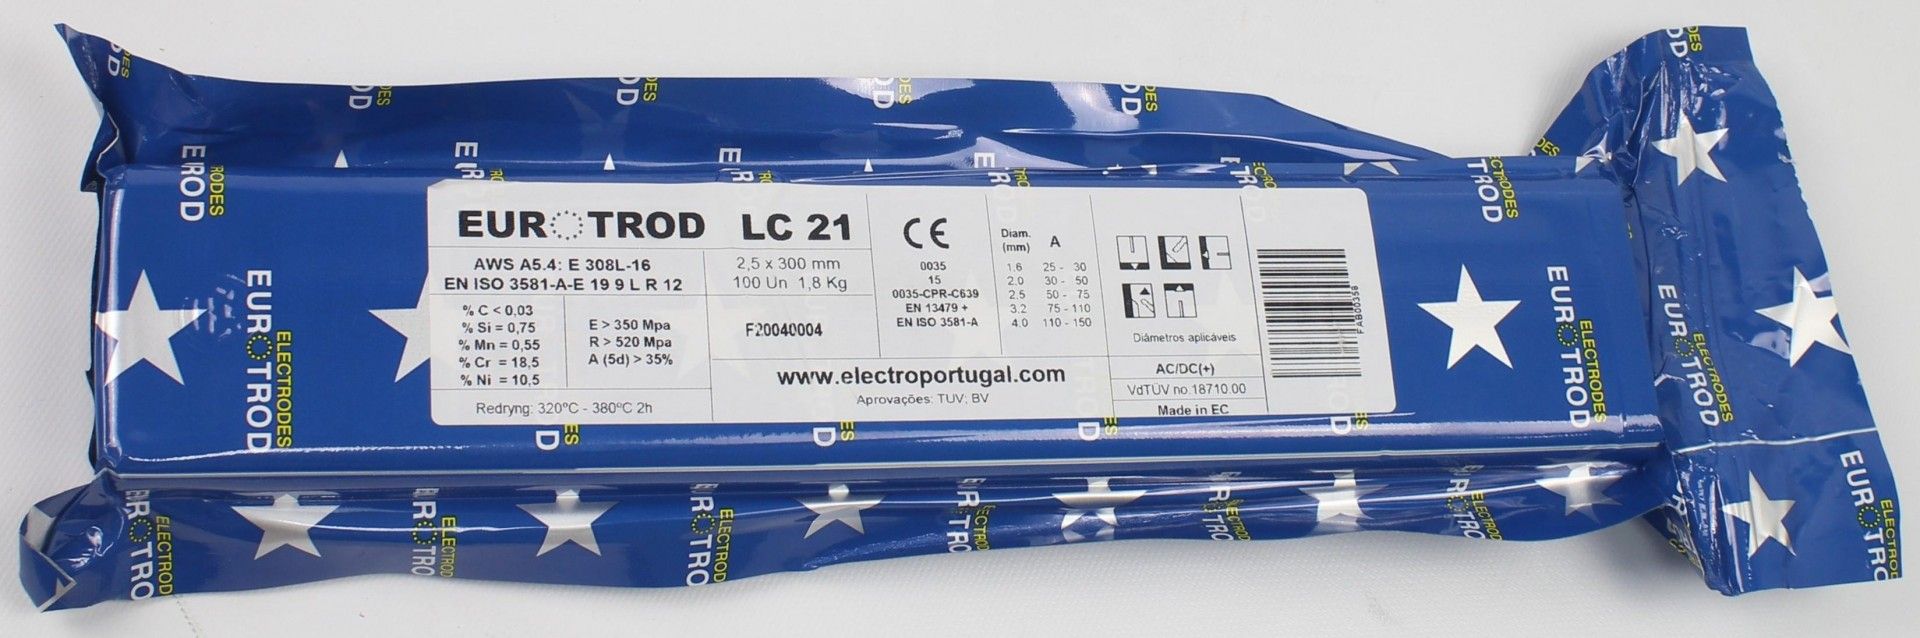 EUROTROD LC 21
AWS A5.4: E 308L-16
EN ISO 3581-A-E 19 9 L R 12
2,5 x 300 mm
100 Un 1,8 Kg
% C < 0,03
% Si = 0,75
% Mn = 0,55
% Cr = 18,5
% Ni = 10,5
E > 350 Mpa
R > 520 Mpa
A (5d) > 35%
F20040004
Redryng: 320ºC - 380ºC 2h
www.electroportugal.com
Aprovações: TUV; BV
CE
0035
15
0035-CPR-C639
EN 13479 +
EN ISO 3581-A
Diam. (mm) A
1.6 25 - 30
2.0 30 - 50
2.5 50 - 75
3.2 75 - 110
4.0 110 - 150
Diâmetros aplicáveis
AC/DC(+)
VdTÜV no.18710.00
Made in EC
FAB00358
EUROTROD
ELECTRODES
EUROTROD
ELECTRODES
EUROTROD
ELECTRODES